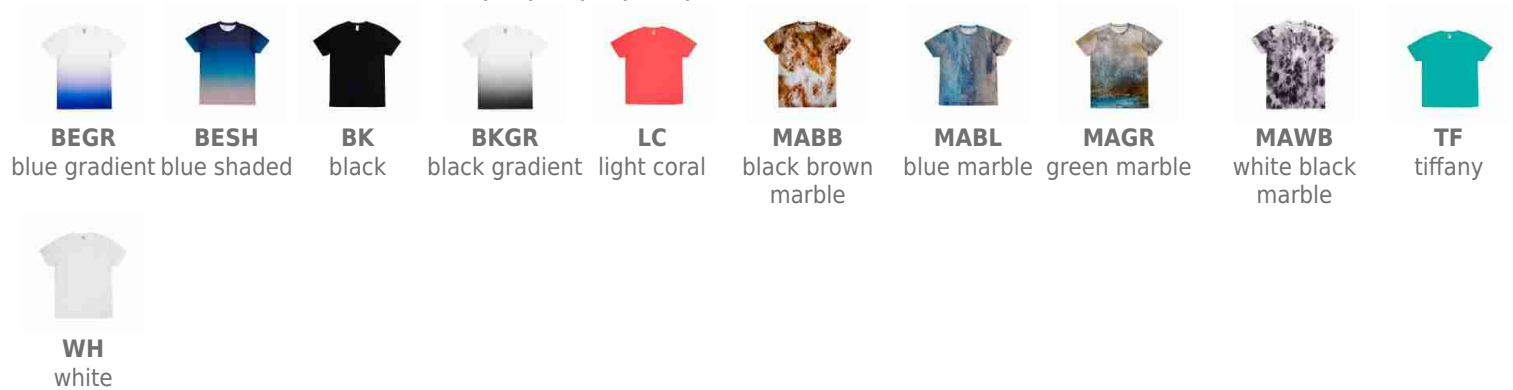 BEGR BESH BK BKGR LC MABB MABL MAGR MAWB TF
blue gradient blue shaded black black gradient light coral black brown blue marble green marble white black tiffany
marble marble
WH
white